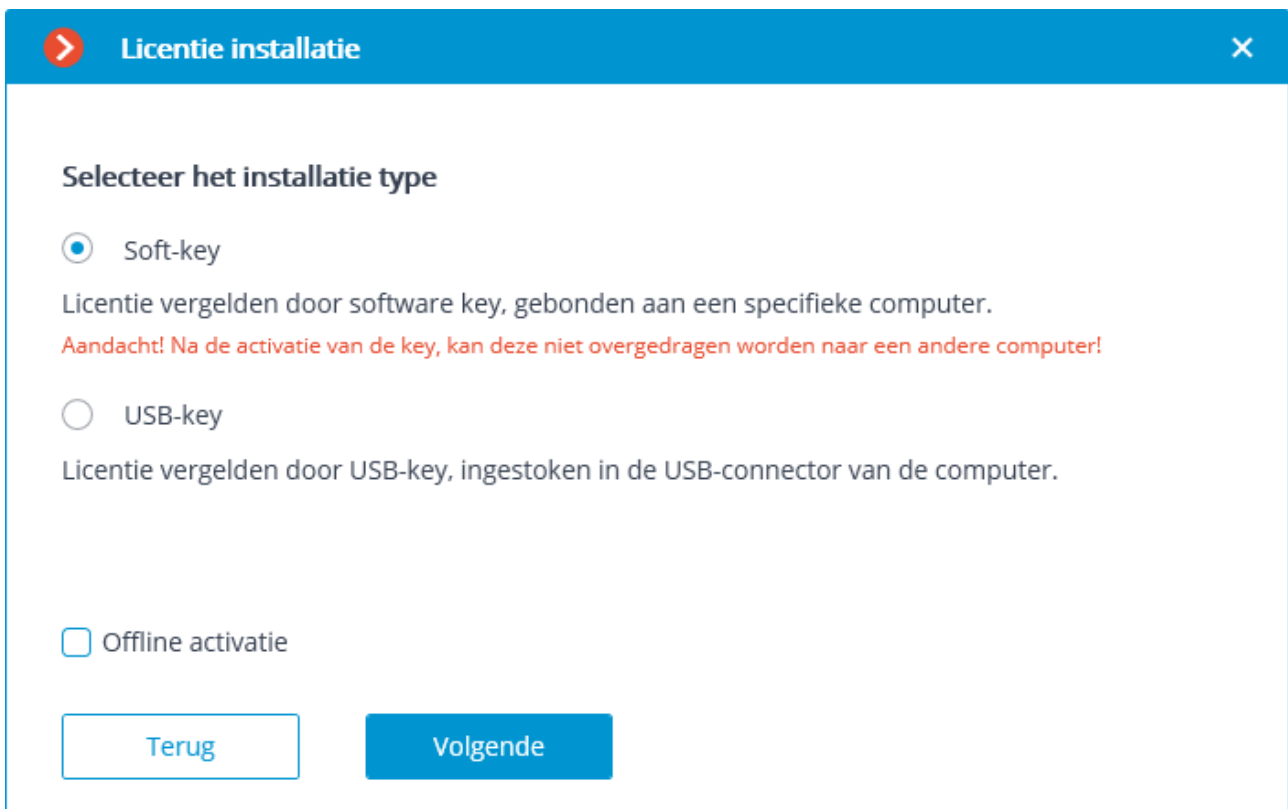 Licentie installatie
Selecteer het installatie type
Soft-key
Licentie vergelden door software key, gebonden aan een specifieke computer.
Aandacht! Na de activatie van de key, kan deze niet overgedragen worden naar een andere computer!
USB-key
Licentie vergelden door USB-key, ingestoken in de USB-connector van de computer.
Offline activatie
Terug
Volgende